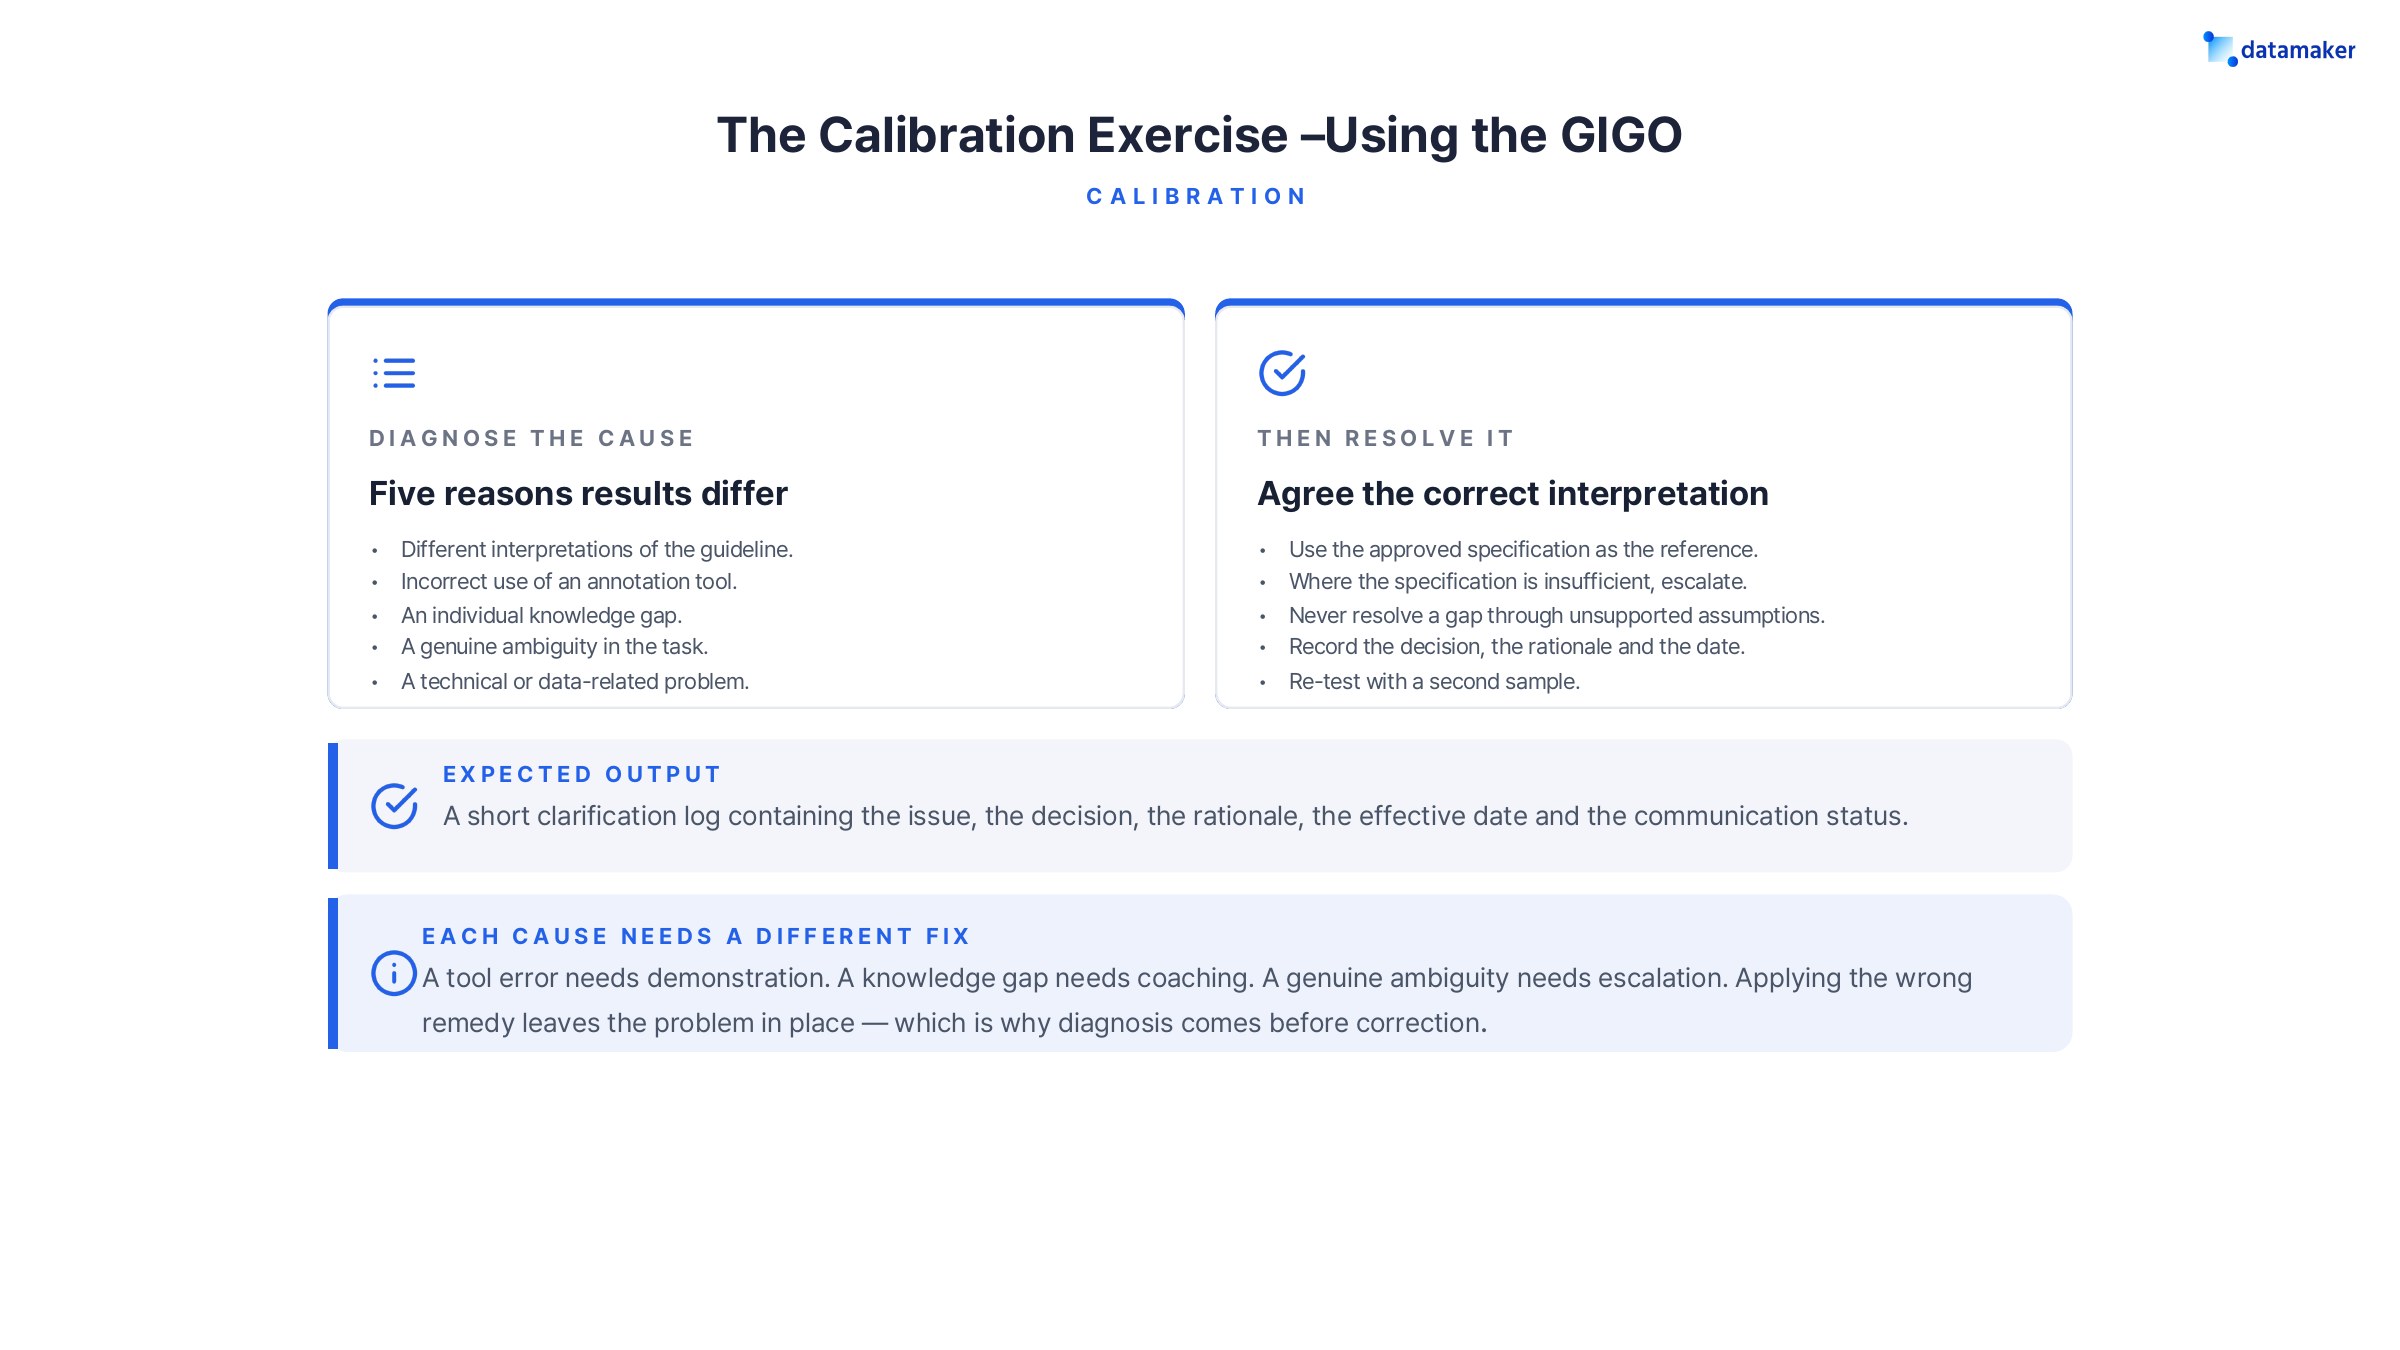 datamaker
The Calibration Exercise –Using the GIGO
CALIBRATION
DIAGNOSE THE CAUSE
Five reasons results differ
• Different interpretations of the guideline.
• Incorrect use of an annotation tool.
• An individual knowledge gap.
• A genuine ambiguity in the task.
• A technical or data-related problem.
THEN RESOLVE IT
Agree the correct interpretation
• Use the approved specification as the reference.
• Where the specification is insufficient, escalate.
• Never resolve a gap through unsupported assumptions.
• Record the decision, the rationale and the date.
• Re-test with a second sample.
EXPECTED OUTPUT
A short clarification log containing the issue, the decision, the rationale, the effective date and the communication status.
EACH CAUSE NEEDS A DIFFERENT FIX
A tool error needs demonstration. A knowledge gap needs coaching. A genuine ambiguity needs escalation. Applying the wrong
remedy leaves the problem in place — which is why diagnosis comes before correction.